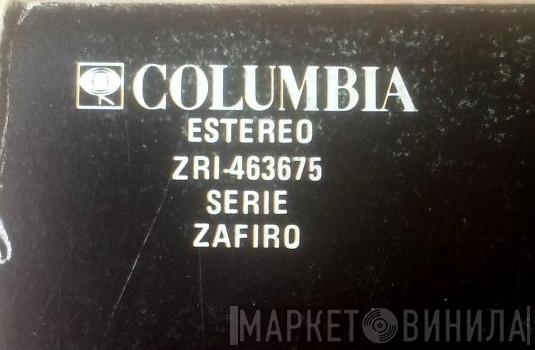 COLUMBIA
ESTEREO
ZRI-463675
SERIE
ZAFIRO
МАРКЕТ ВИНИЛА